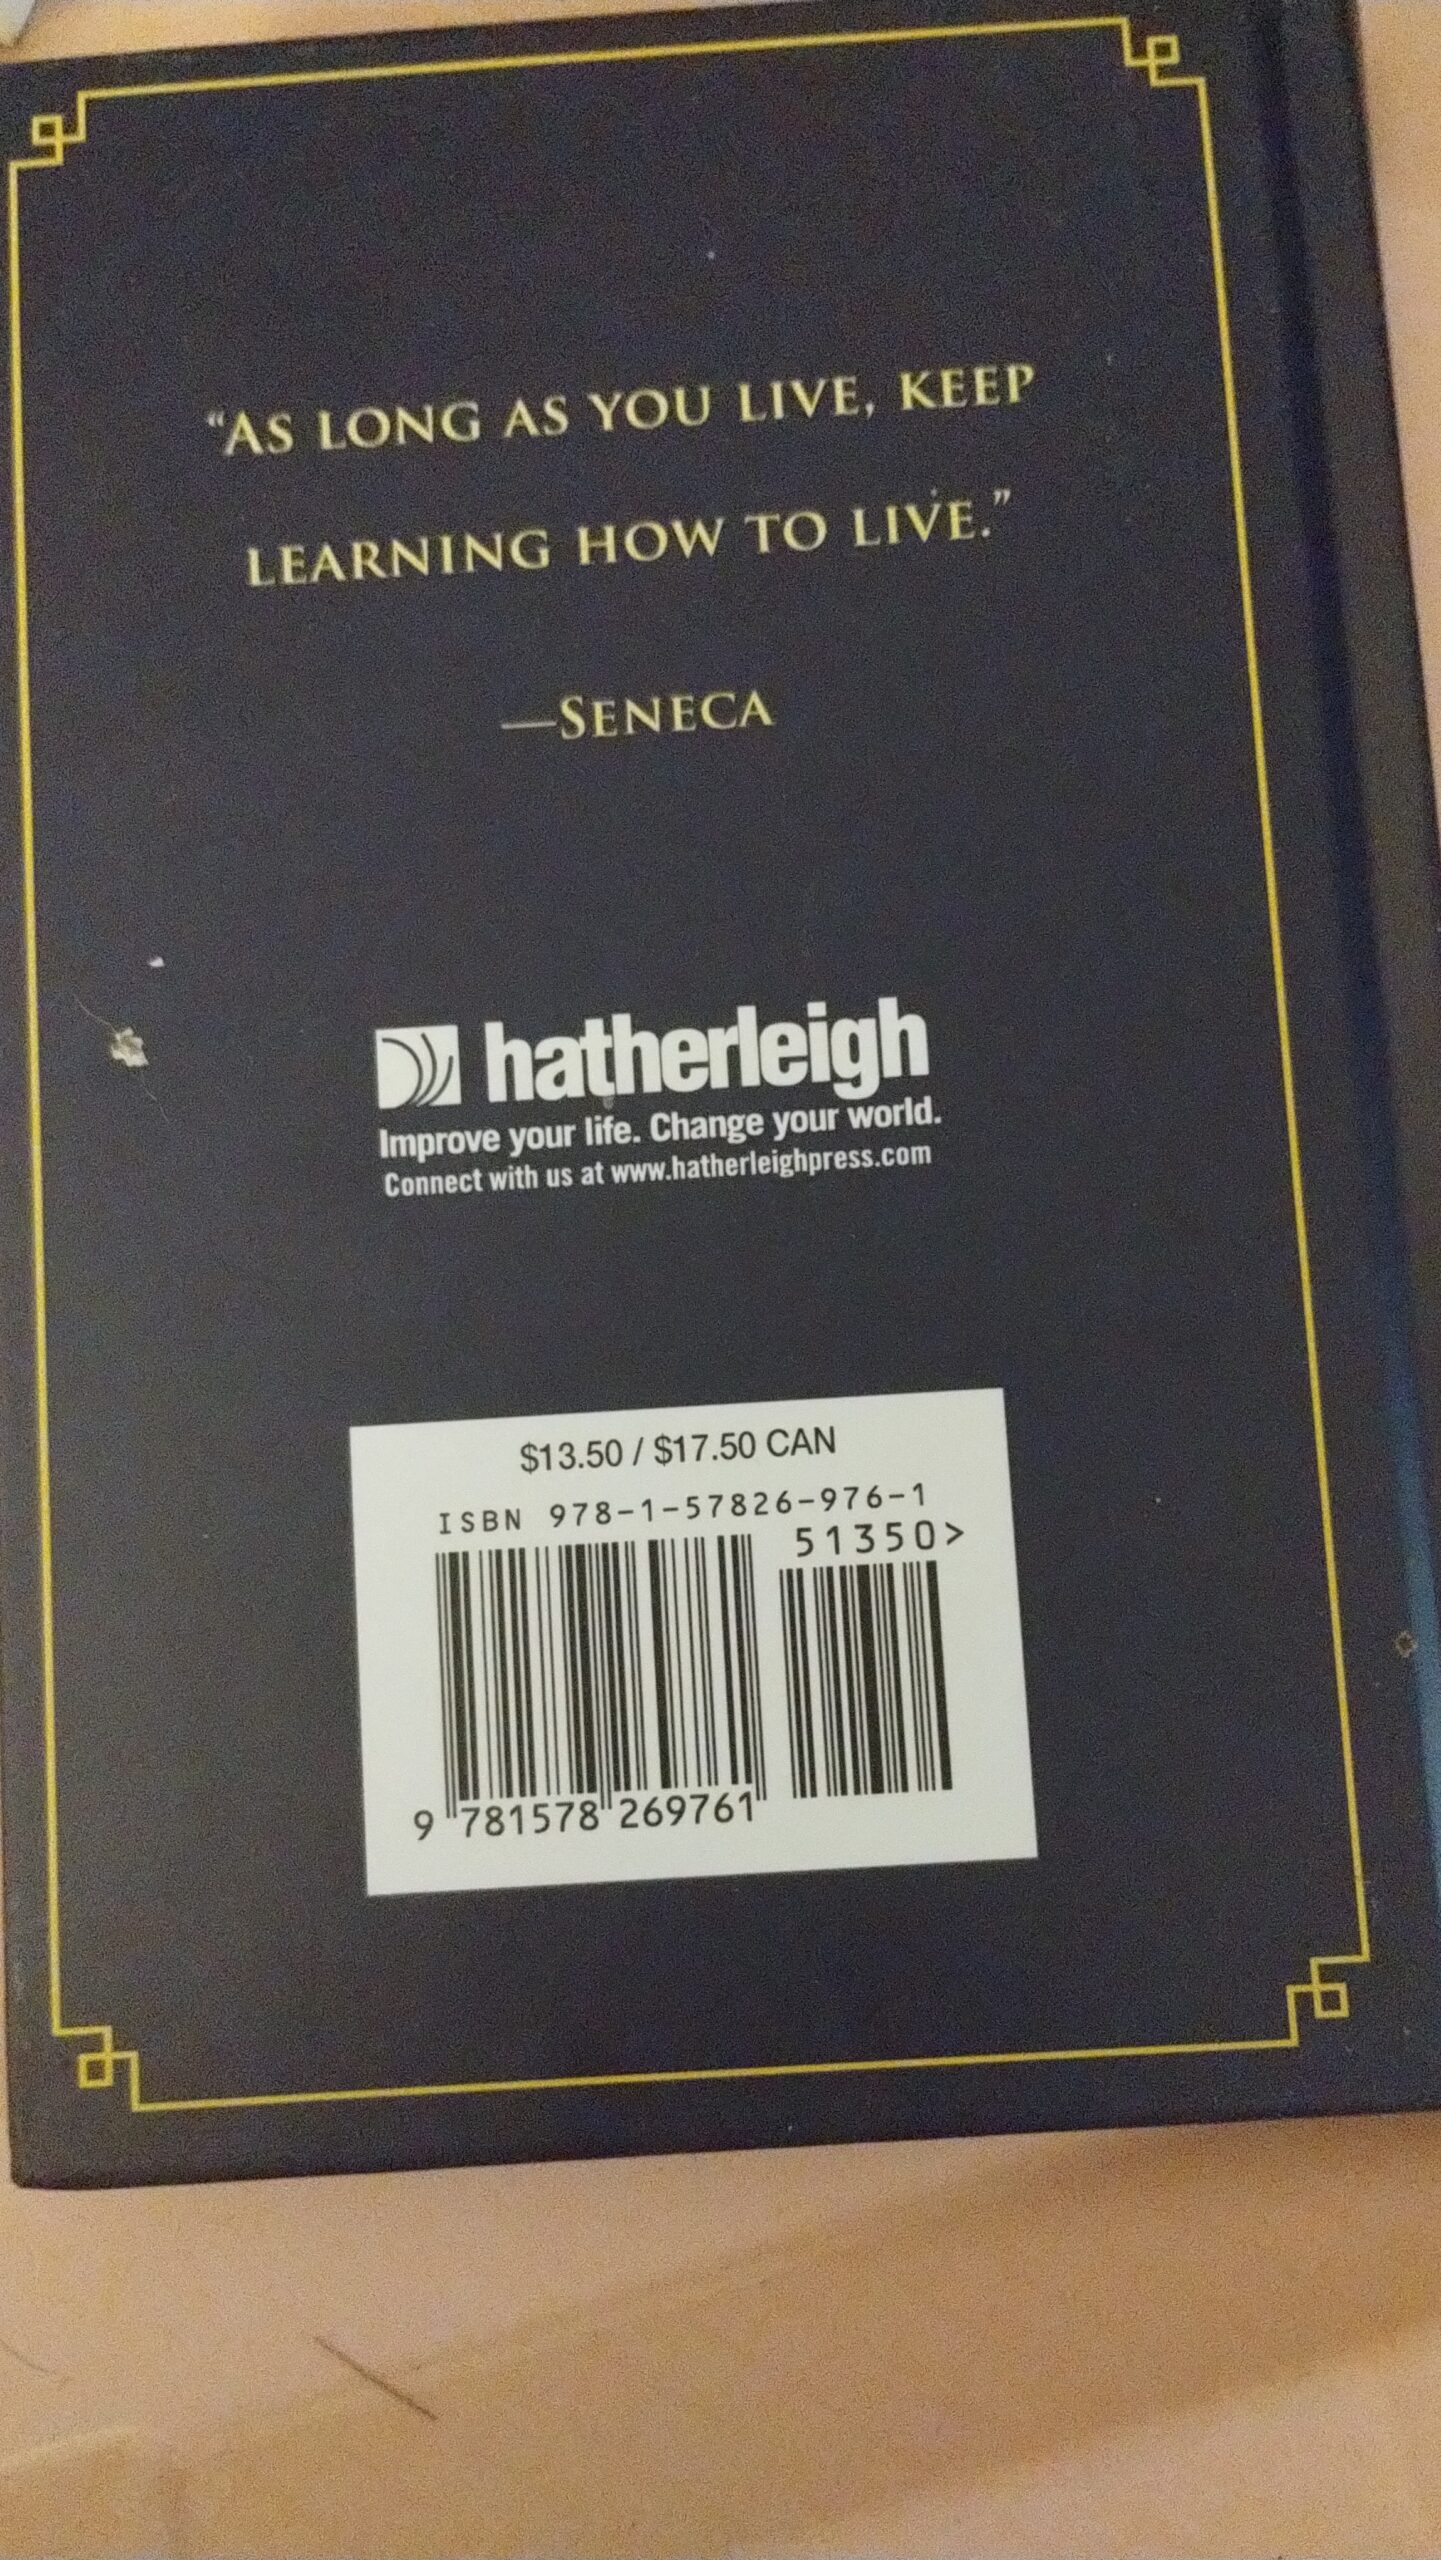 “AS LONG AS YOU LIVE, KEEP
LEARNING HOW TO LIVE.”
—SENECA
hatherleigh
Improve your life. Change your world.
Connect with us at www.hatherleighpress.com
$13.50 / $17.50 CAN
ISBN 978-1-57826-976-1
51350>
9 781578 269761